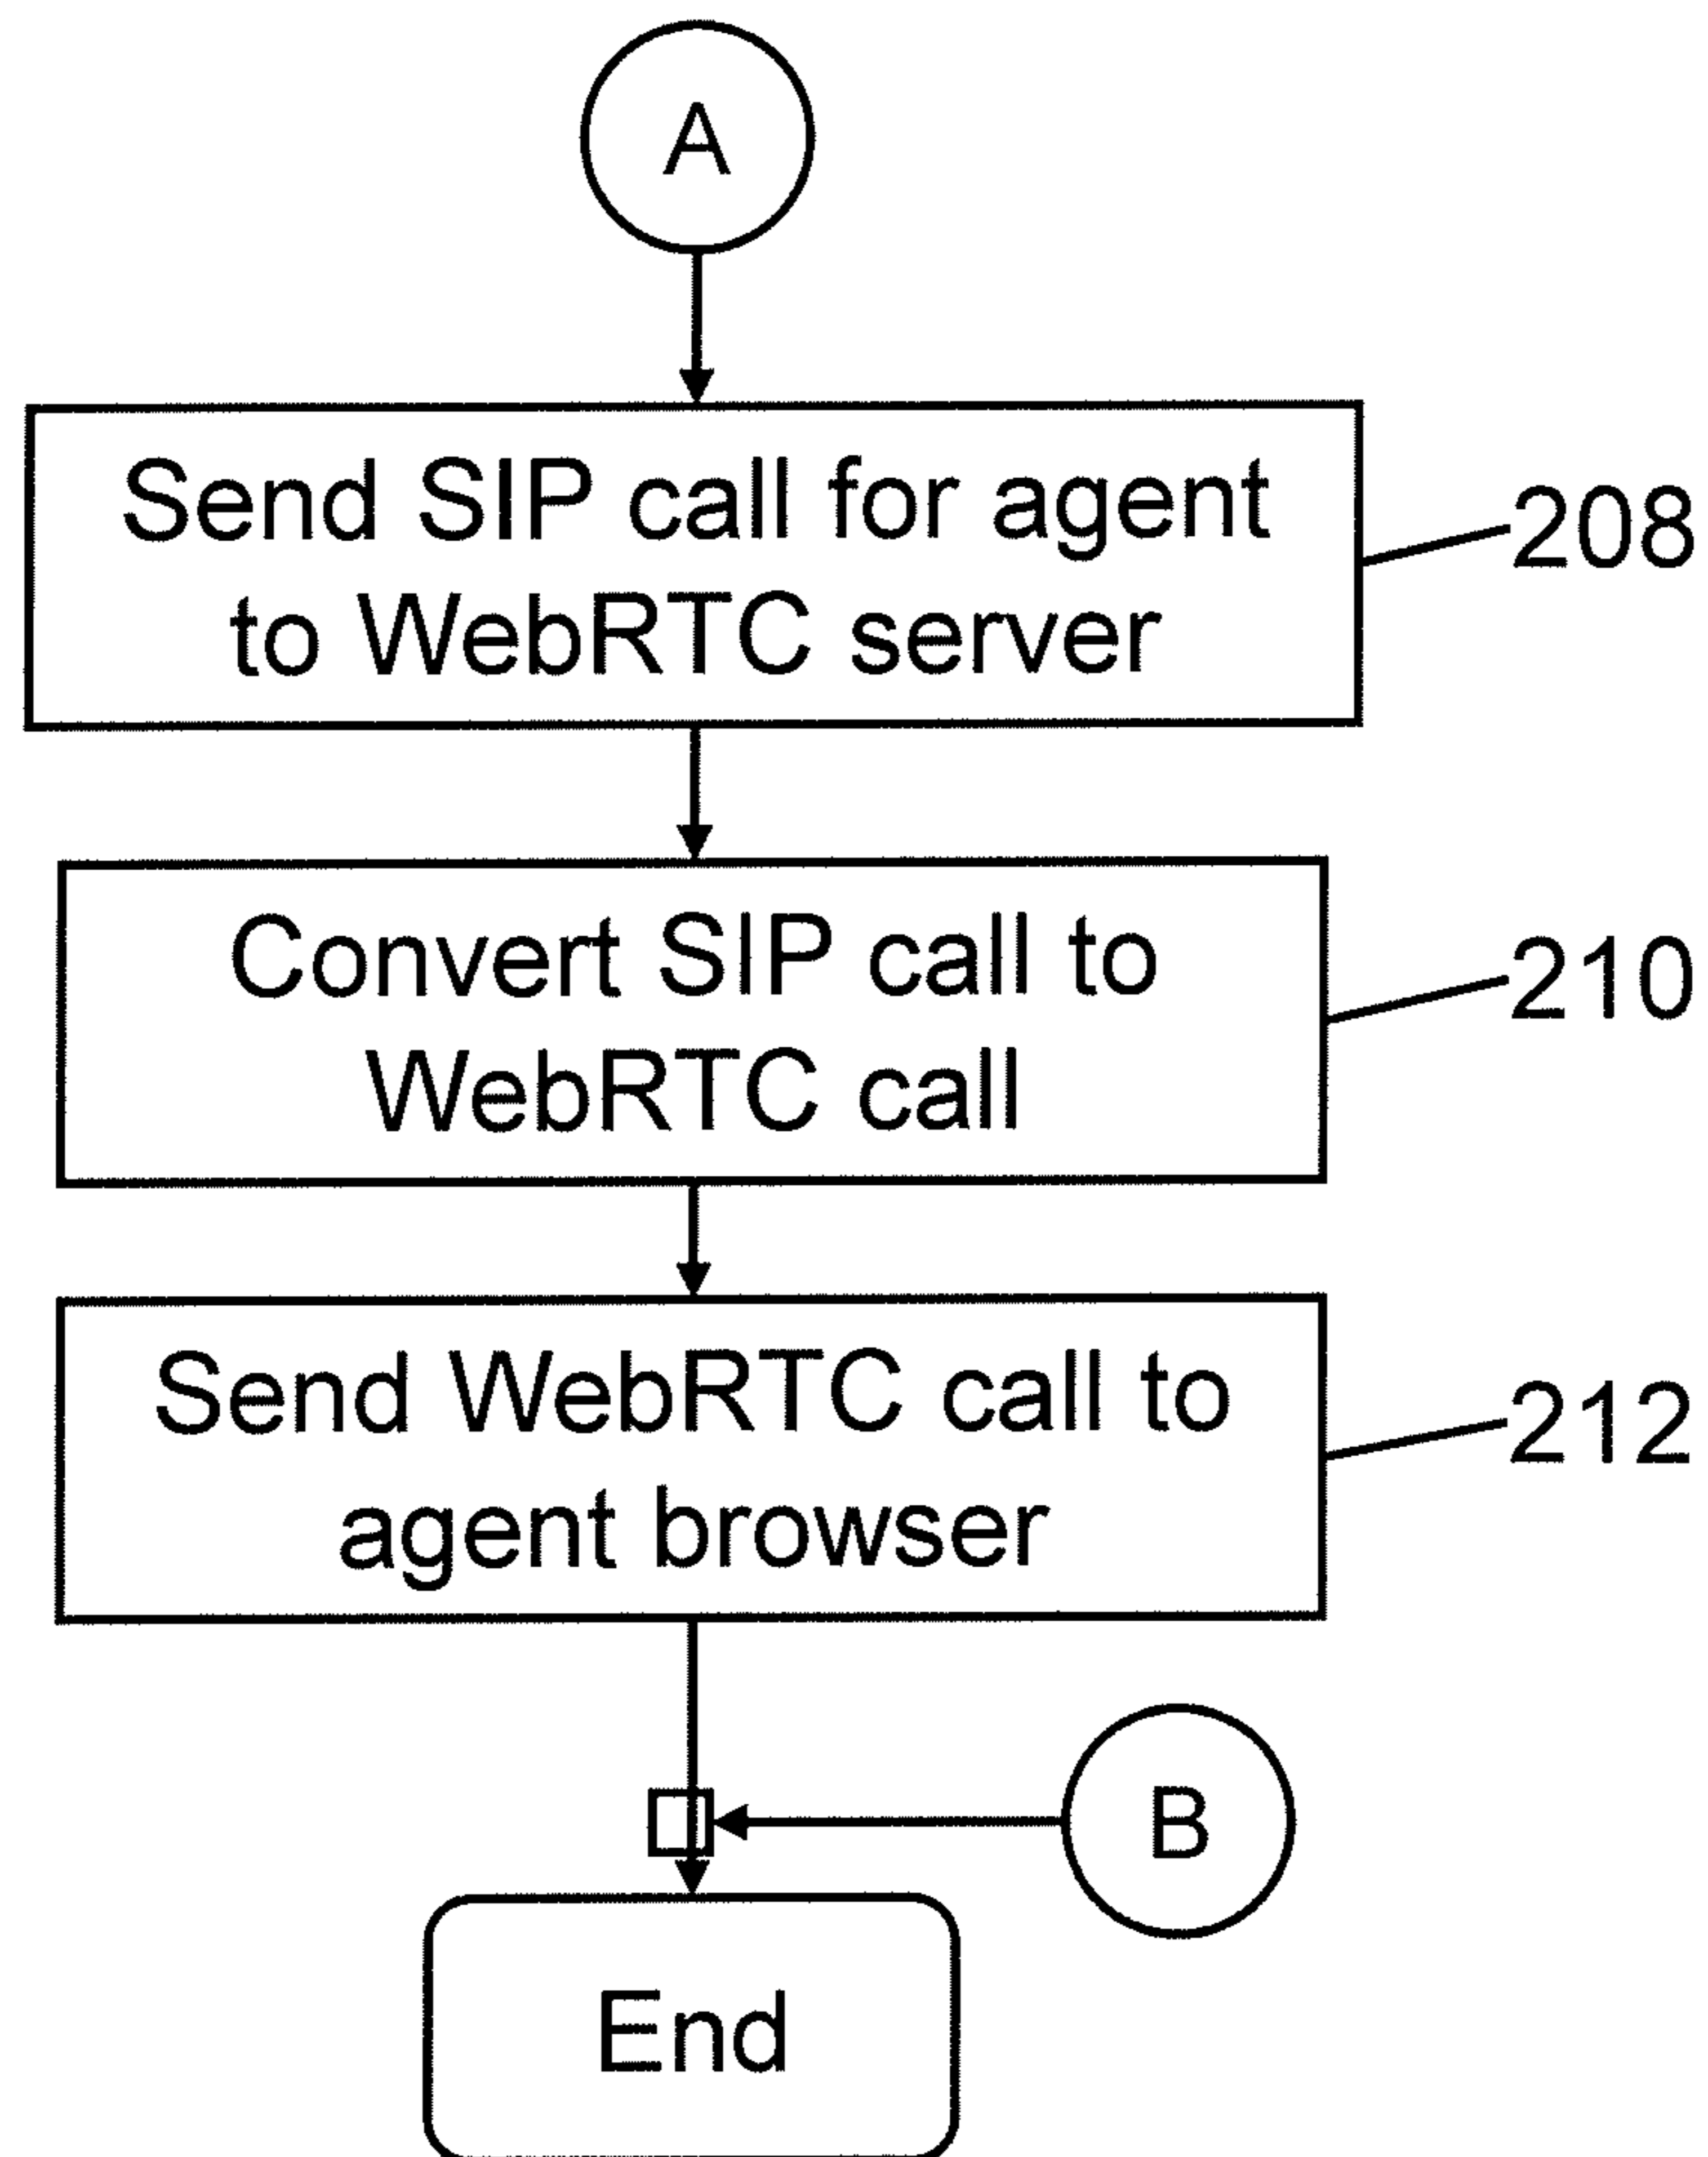 A
Send SIP call for agent
to WebRTC server
208
Convert SIP call to
WebRTC call
210
Send WebRTC call to
agent browser
212
B
End